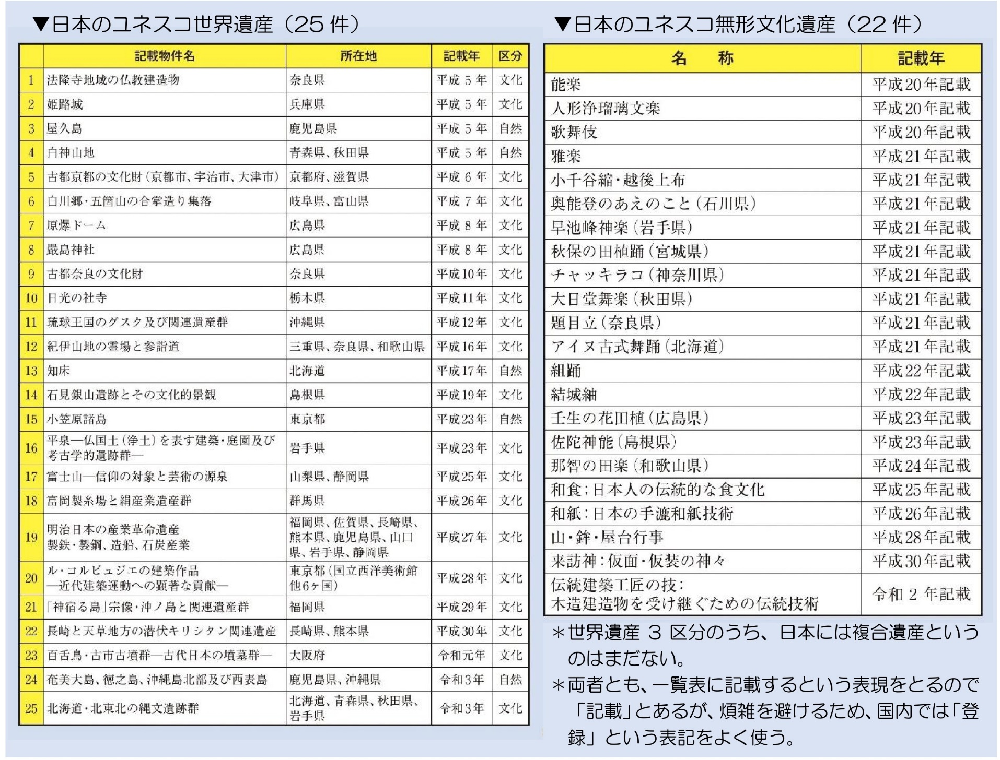 ▼日本のユネスコ世界遺産（25件）
記載物件名 所在地 記載年 区分
1 法隆寺地域の仏教建造物 奈良県 平成5年 文化
2 姫路城 兵庫県 平成5年 文化
3 屋久島 鹿児島県 平成5年 自然
4 白神山地 青森県、秋田県 平成5年 自然
5 古都京都の文化財（京都市、宇治市、大津市） 京都府、滋賀県 平成6年 文化
6 白川郷・五箇山の合掌造り集落 岐阜県、富山県 平成7年 文化
7 原爆ドーム 広島県 平成8年 文化
8 嚴島神社 広島県 平成8年 文化
9 古都奈良の文化財 奈良県 平成10年 文化
10 日光の社寺 栃木県 平成11年 文化
11 琉球王国のグスク及び関連遺産群 沖縄県 平成12年 文化
12 紀伊山地の霊場と参詣道 三重県、奈良県、和歌山県 平成16年 文化
13 知床 北海道 平成17年 自然
14 石見銀山遺跡とその文化的景観 島根県 平成19年 文化
15 小笠原諸島 東京都 平成23年 自然
16 平泉―仏国土（浄土）を表す建築・庭園及び
考古学的遺跡群― 岩手県 平成23年 文化
17 富士山―信仰の対象と芸術の源泉 山梨県、静岡県 平成25年 文化
18 富岡製糸場と絹産業遺産群 群馬県 平成26年 文化
19 明治日本の産業革命遺産
製鉄・製鋼、造船、石炭産業
福岡県、佐賀県、長崎県、
熊本県、鹿児島県、山口
県、岩手県、静岡県 平成27年 文化
20 ル・コルビュジエの建築作品
―近代建築運動への顕著な貢献―
東京都（国立西洋美術館
他6ヶ国） 平成28年 文化
21 「神宿る島」宗像・沖ノ島と関連遺産群 福岡県 平成29年 文化
22 長崎と天草地方の潜伏キリシタン関連遺産 長崎県、熊本県 平成30年 文化
23 百舌鳥・古市古墳群―古代日本の墳墓群― 大阪府 令和元年 文化
24 奄美大島、徳之島、沖縄島北部及び西表島 鹿児島県、沖縄県 令和3年 自然
25 北海道・北東北の縄文遺跡群
北海道、青森県、秋田県、
岩手県 令和3年 文化
▼日本のユネスコ無形文化遺産（22件）
名 称 記載年
能楽 平成20年記載
人形浄瑠璃文楽 平成20年記載
歌舞伎 平成20年記載
雅楽 平成21年記載
小千谷縮・越後上布 平成21年記載
奥能登のあえのこと（石川県） 平成21年記載
早池峰神楽（岩手県） 平成21年記載
秋保の田植踊（宮城県） 平成21年記載
チャッキラコ（神奈川県） 平成21年記載
大日堂舞楽（秋田県） 平成21年記載
題目立（奈良県） 平成21年記載
アイヌ古式舞踊（北海道） 平成21年記載
組踊 平成22年記載
結城紬 平成22年記載
壬生の花田植（広島県） 平成23年記載
佐陀神能（島根県） 平成23年記載
那智の田楽（和歌山県） 平成24年記載
和食；日本人の伝統的な食文化 平成25年記載
和紙：日本の手漉和紙技術 平成26年記載
山・鉾・屋台行事 平成28年記載
来訪神：仮面・仮装の神々 平成30年記載
伝統建築工匠の技：
木造建造物を受け継ぐための伝統技術 令和2年記載
＊世界遺産 3 区分のうち、日本には複合遺産という
のはまだない。
＊両者とも、一覧表に記載するという表現をとるので
「記載」とあるが、煩雑を避けるため、国内では「登
録」という表記をよく使う。